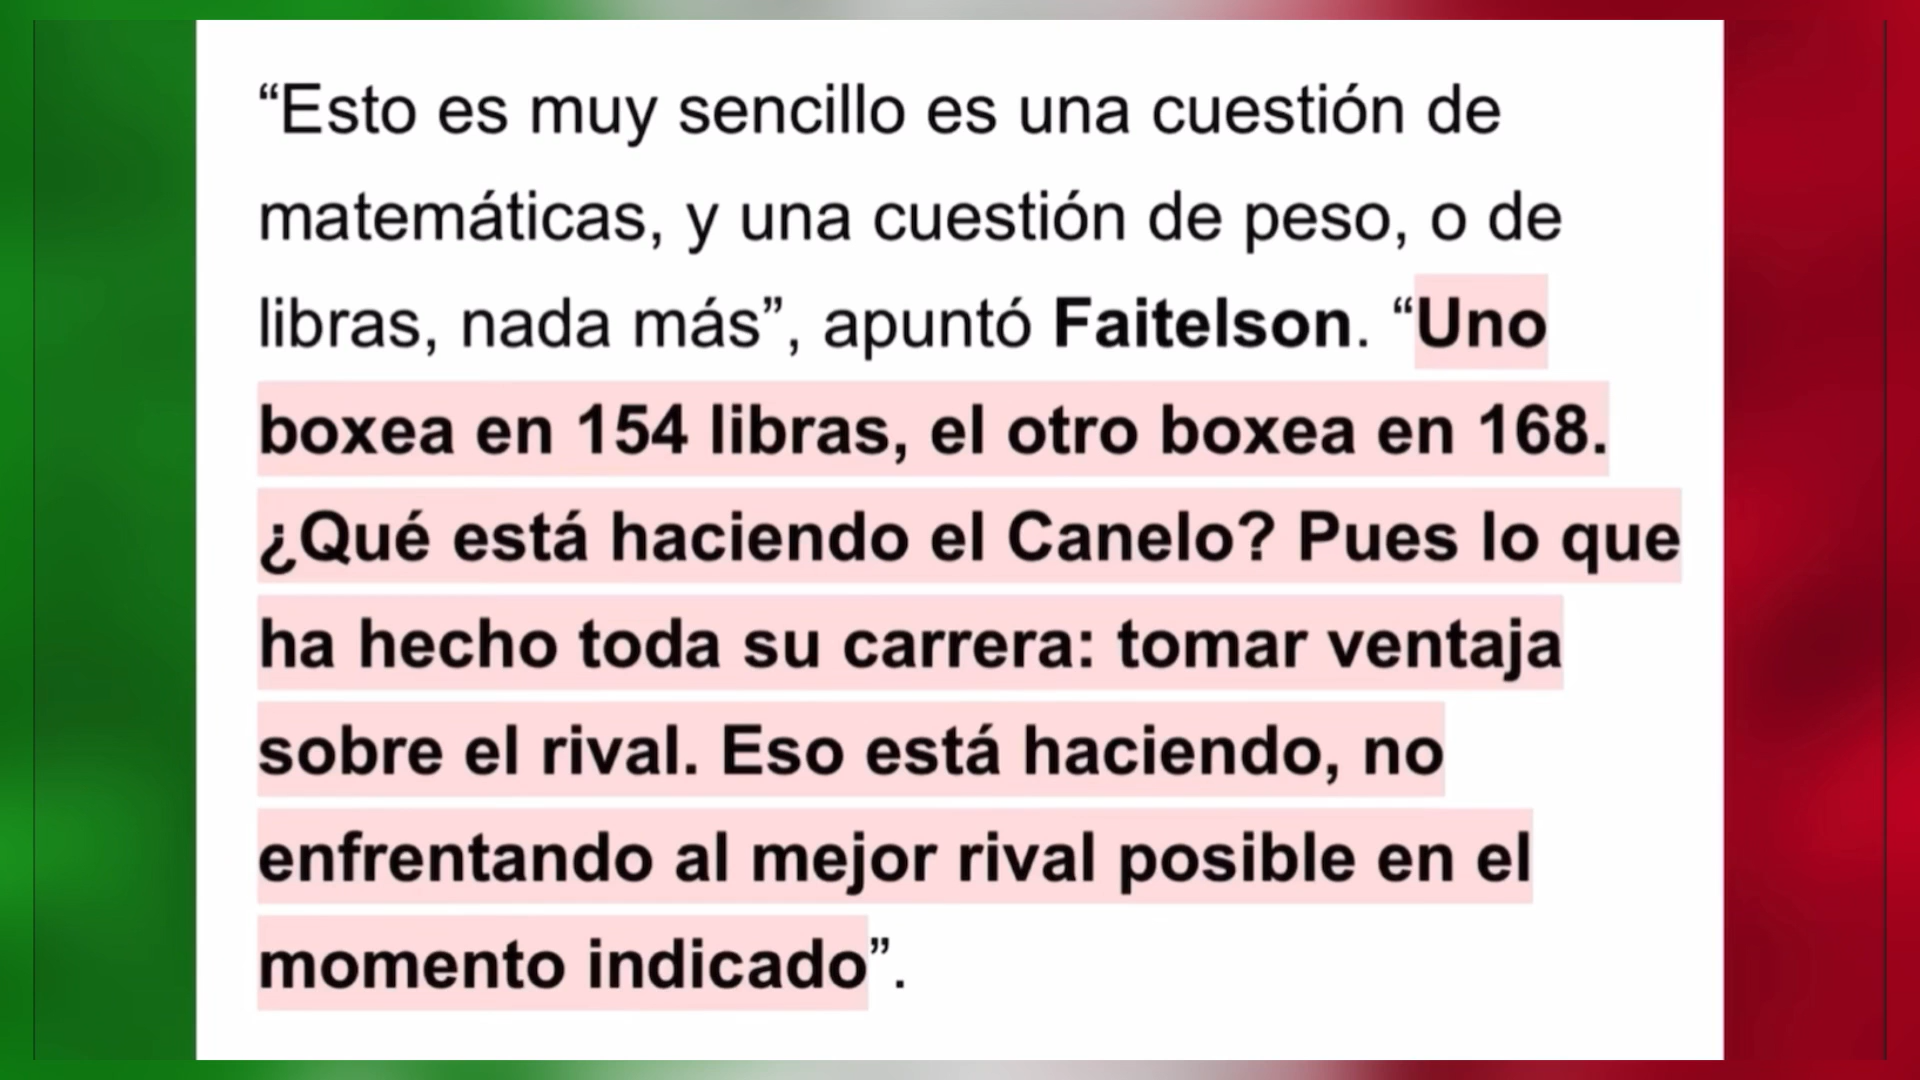 “Esto es muy sencillo es una cuestión de
matemáticas, y una cuestión de peso, o de
libras, nada más”, apuntó Faitelson. “Uno
boxea en 154 libras, el otro boxea en 168.
¿Qué está haciendo el Canelo? Pues lo que
ha hecho toda su carrera: tomar ventaja
sobre el rival. Eso está haciendo, no
enfrentando al mejor rival posible en el
momento indicado”.